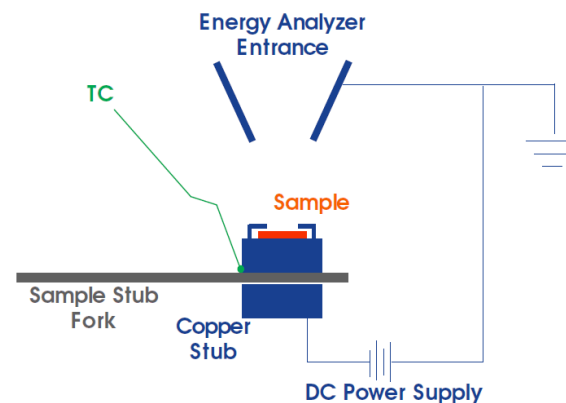 Energy Analyzer
Entrance
TC
Sample
Sample Stub
Fork
Copper
Stub
DC Power Supply